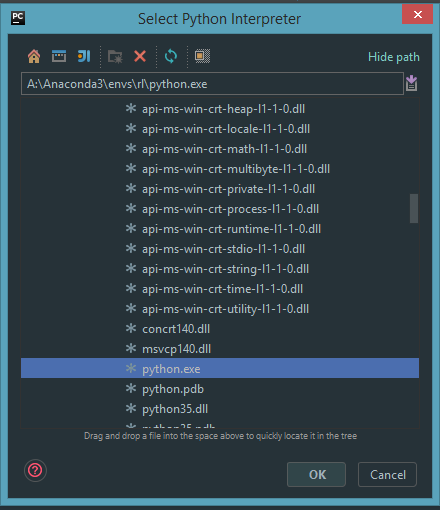 PC
Select Python Interpreter
Hide path
A:\Anaconda3\envs\rl\python.exe
api-ms-win-crt-heap-l1-1-0.dll
api-ms-win-crt-locale-l1-1-0.dll
api-ms-win-crt-math-l1-1-0.dll
api-ms-win-crt-multibyte-l1-1-0.dll
api-ms-win-crt-private-l1-1-0.dll
api-ms-win-crt-process-l1-1-0.dll
api-ms-win-crt-runtime-l1-1-0.dll
api-ms-win-crt-stdio-l1-1-0.dll
api-ms-win-crt-string-l1-1-0.dll
api-ms-win-crt-time-l1-1-0.dll
api-ms-win-crt-utility-l1-1-0.dll
concrt140.dll
msvcp140.dll
python.exe
python.pdb
python35.dll
python35.pdb
Drag and drop a file into the space above to quickly locate it in the tree
?
OK
Cancel